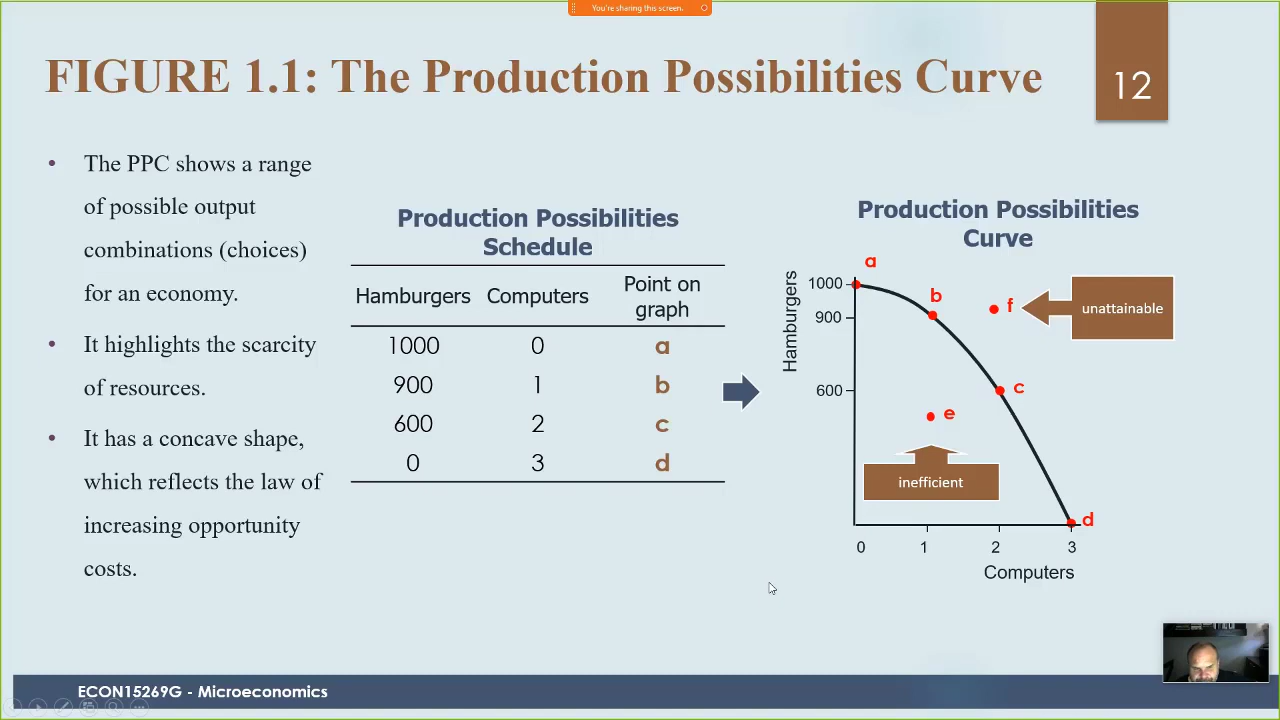 You're sharing this screen.
FIGURE 1.1: The Production Possibilities Curve
12
• The PPC shows a range
of possible output
combinations (choices)
for an economy.
• It highlights the scarcity
of resources.
• It has a concave shape,
which reflects the law of
increasing opportunity
costs.
Production Possibilities
Schedule
Hamburgers Computers Point on
graph
1000 0 a
900 1 b
600 2 c
0 3 d
Production Possibilities
Curve
Hamburgers
1000
900
600
a
b
f
unattainable
c
e
inefficient
d
0 1 2 3
Computers
ECON15269G - Microeconomics